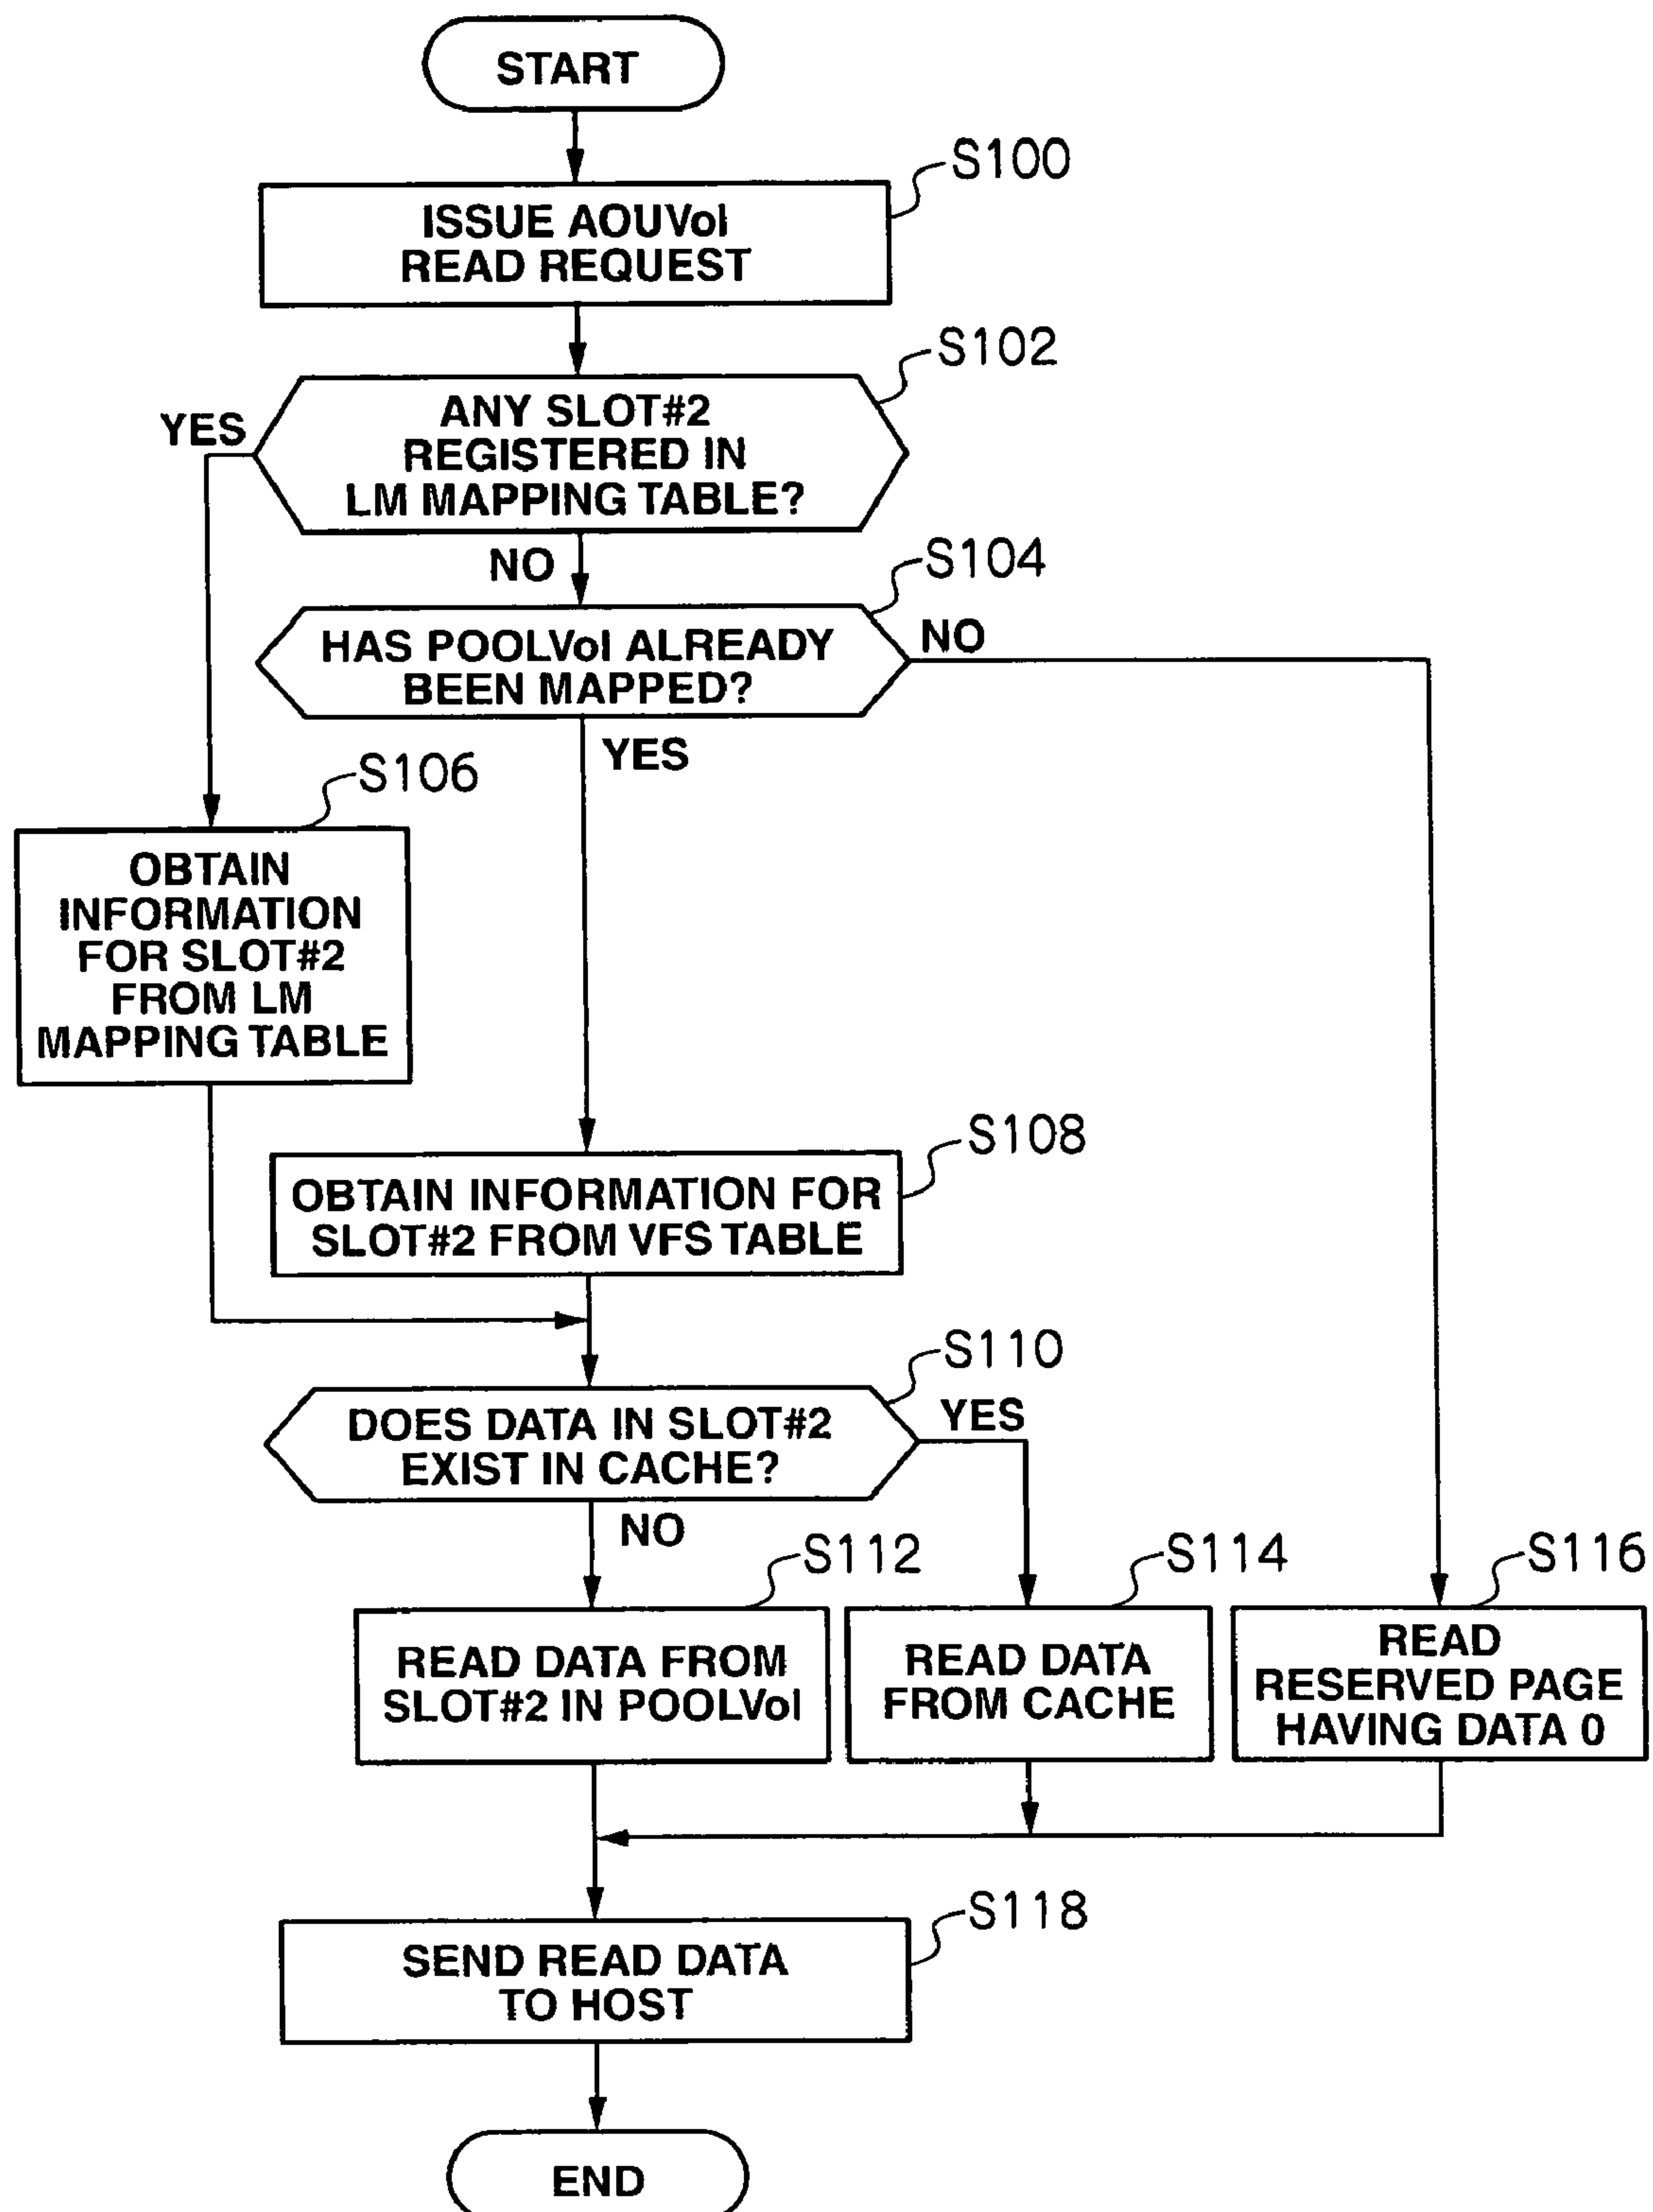 START
S100
ISSUE AOUVol
READ REQUEST
S102
YES
ANY SLOT#2
REGISTERED IN
LM MAPPING TABLE?
NO
S104
HAS POOLVol ALREADY
BEEN MAPPED?
NO
YES
S106
OBTAIN
INFORMATION
FOR SLOT#2
FROM LM
MAPPING TABLE
S108
OBTAIN INFORMATION FOR
SLOT#2 FROM VFS TABLE
S110
DOES DATA IN SLOT#2
EXIST IN CACHE?
YES
NO
S112
READ DATA FROM
SLOT#2 IN POOLVol
S114
READ DATA
FROM CACHE
S116
READ
RESERVED PAGE
HAVING DATA 0
S118
SEND READ DATA
TO HOST
END